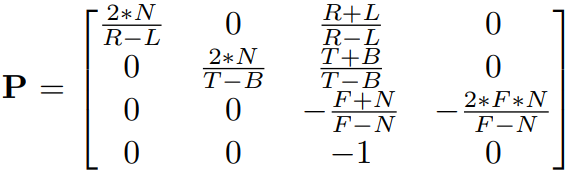 P = [ 2*N/(R−L) 0 (R+L)/(R−L) 0
0 2*N/(T−B) (T+B)/(T−B) 0
0 0 −(F+N)/(F−N) −(2*F*N)/(F−N)
0 0 −1 0 ]